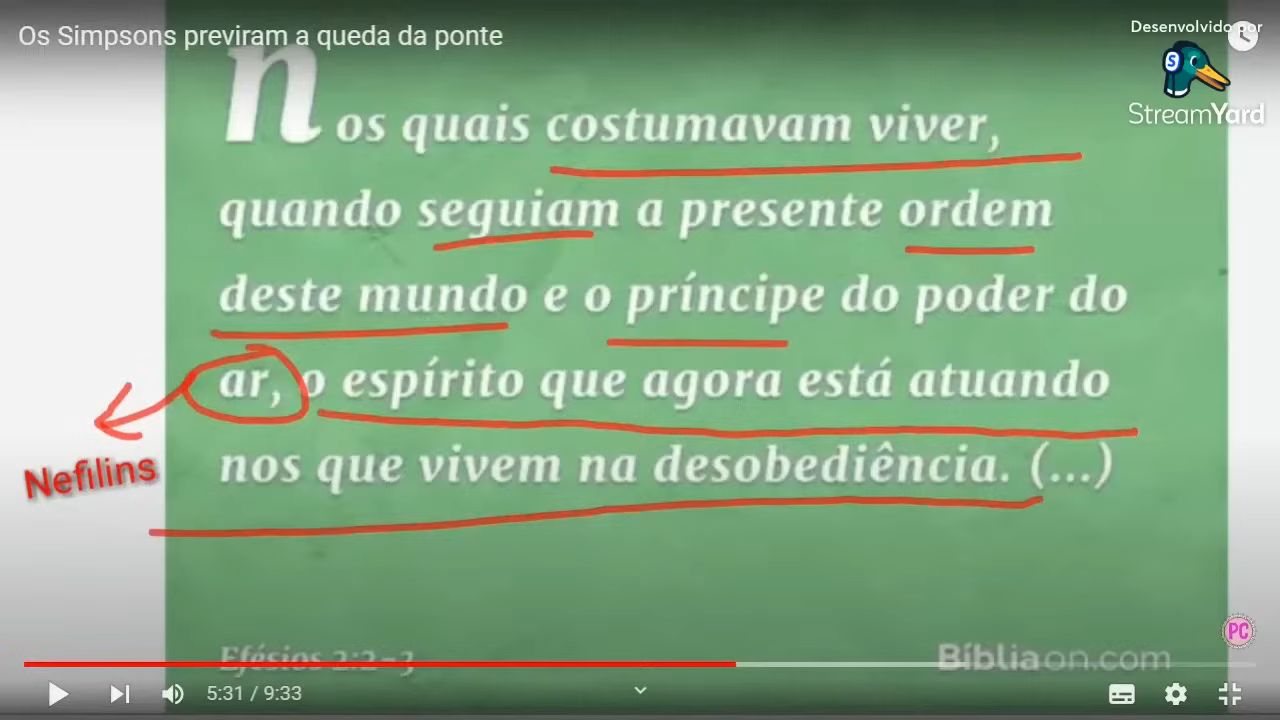 Os Simpsons previram a queda da ponte
Desenvolvido por
StreamYard
nos quais costumavam viver,
quando seguiam a presente ordem
deste mundo e o príncipe do poder do
ar, o espírito que agora está atuando
nos que vivem na desobediência. (...)
Nefilins
Efésios 2:2-3
Bíbliaon.com
PC
5:31 / 9:33